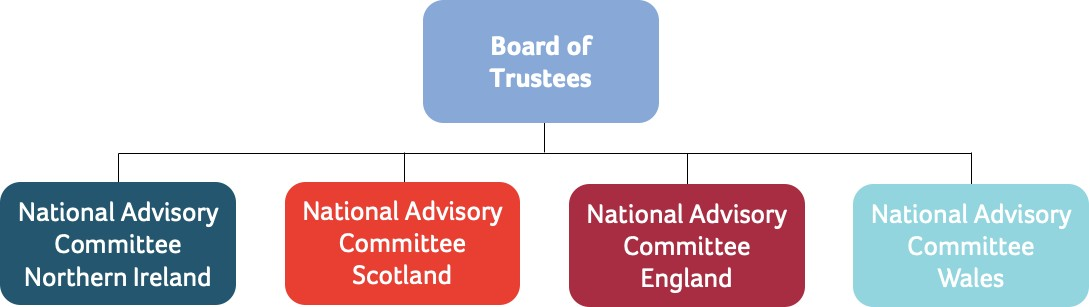 Board of
Trustees
National Advisory
Committee
Northern Ireland
National Advisory
Committee
Scotland
National Advisory
Committee
England
National Advisory
Committee
Wales